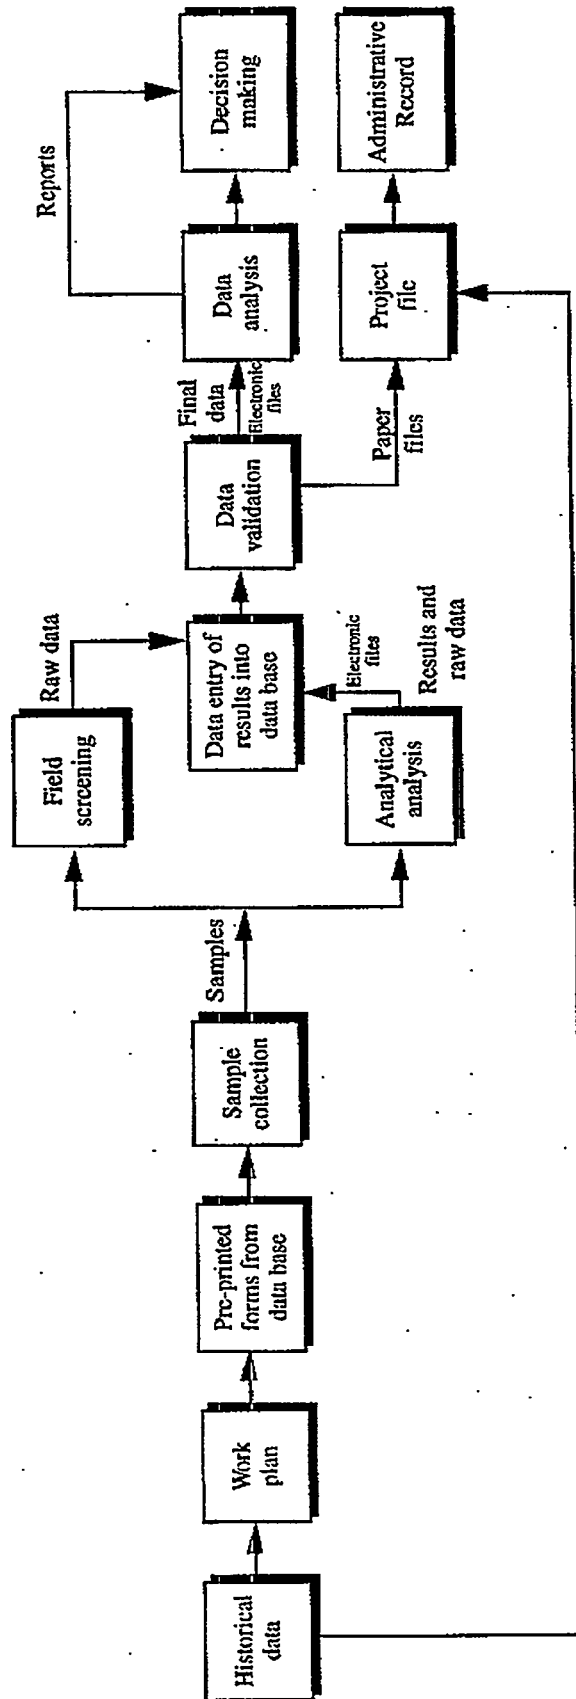 Historical
data
Work
plan
Pre-printed
forms from
data base
Sample
collection
Samples
Field
screening
Raw data
Analytical
analysis
Results and
raw data
Electronic
files
Data entry of
results into
data base
Data
validation
Final
data
Electronic
files
Paper
files
Data
analysis
Reports
Decision
making
Project
file
Administrative
Record